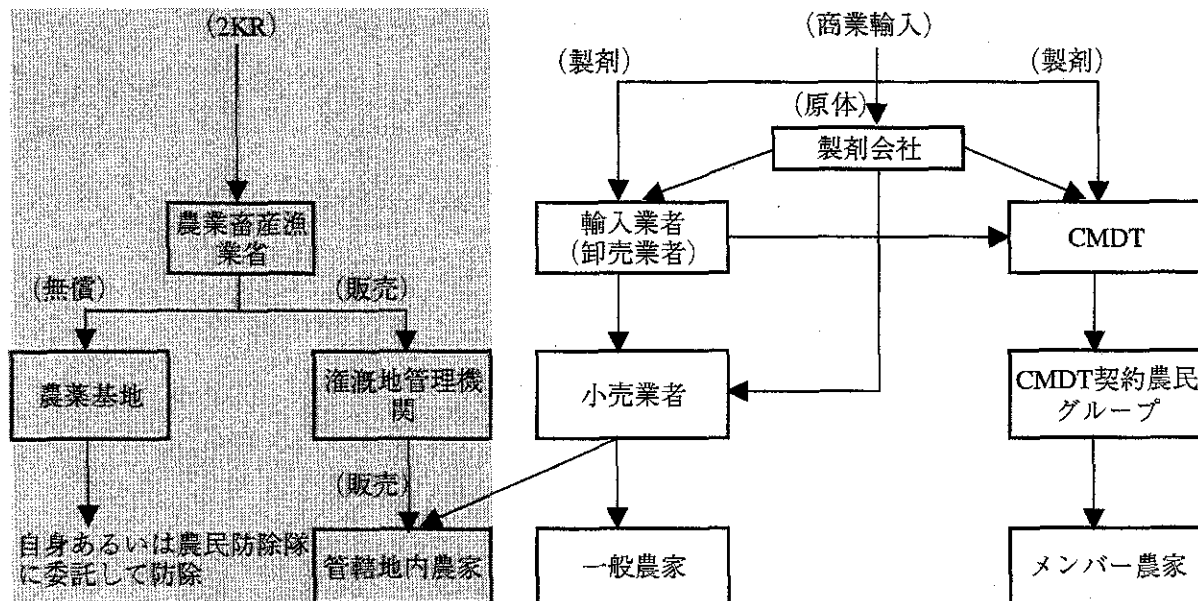 (2KR)
(商業輸入)
(製剤)
(製剤)
(原体)
製剤会社
農業畜産漁
業省
輸入業者
(卸売業者)
CMDT
(無償)
(販売)
農薬基地
灌漑地管理機
関
小売業者
CMDT契約農民
グループ
(販売)
自身あるいは農民防除隊
に委託して防除
管轄地内農家
一般農家
メンバー農家